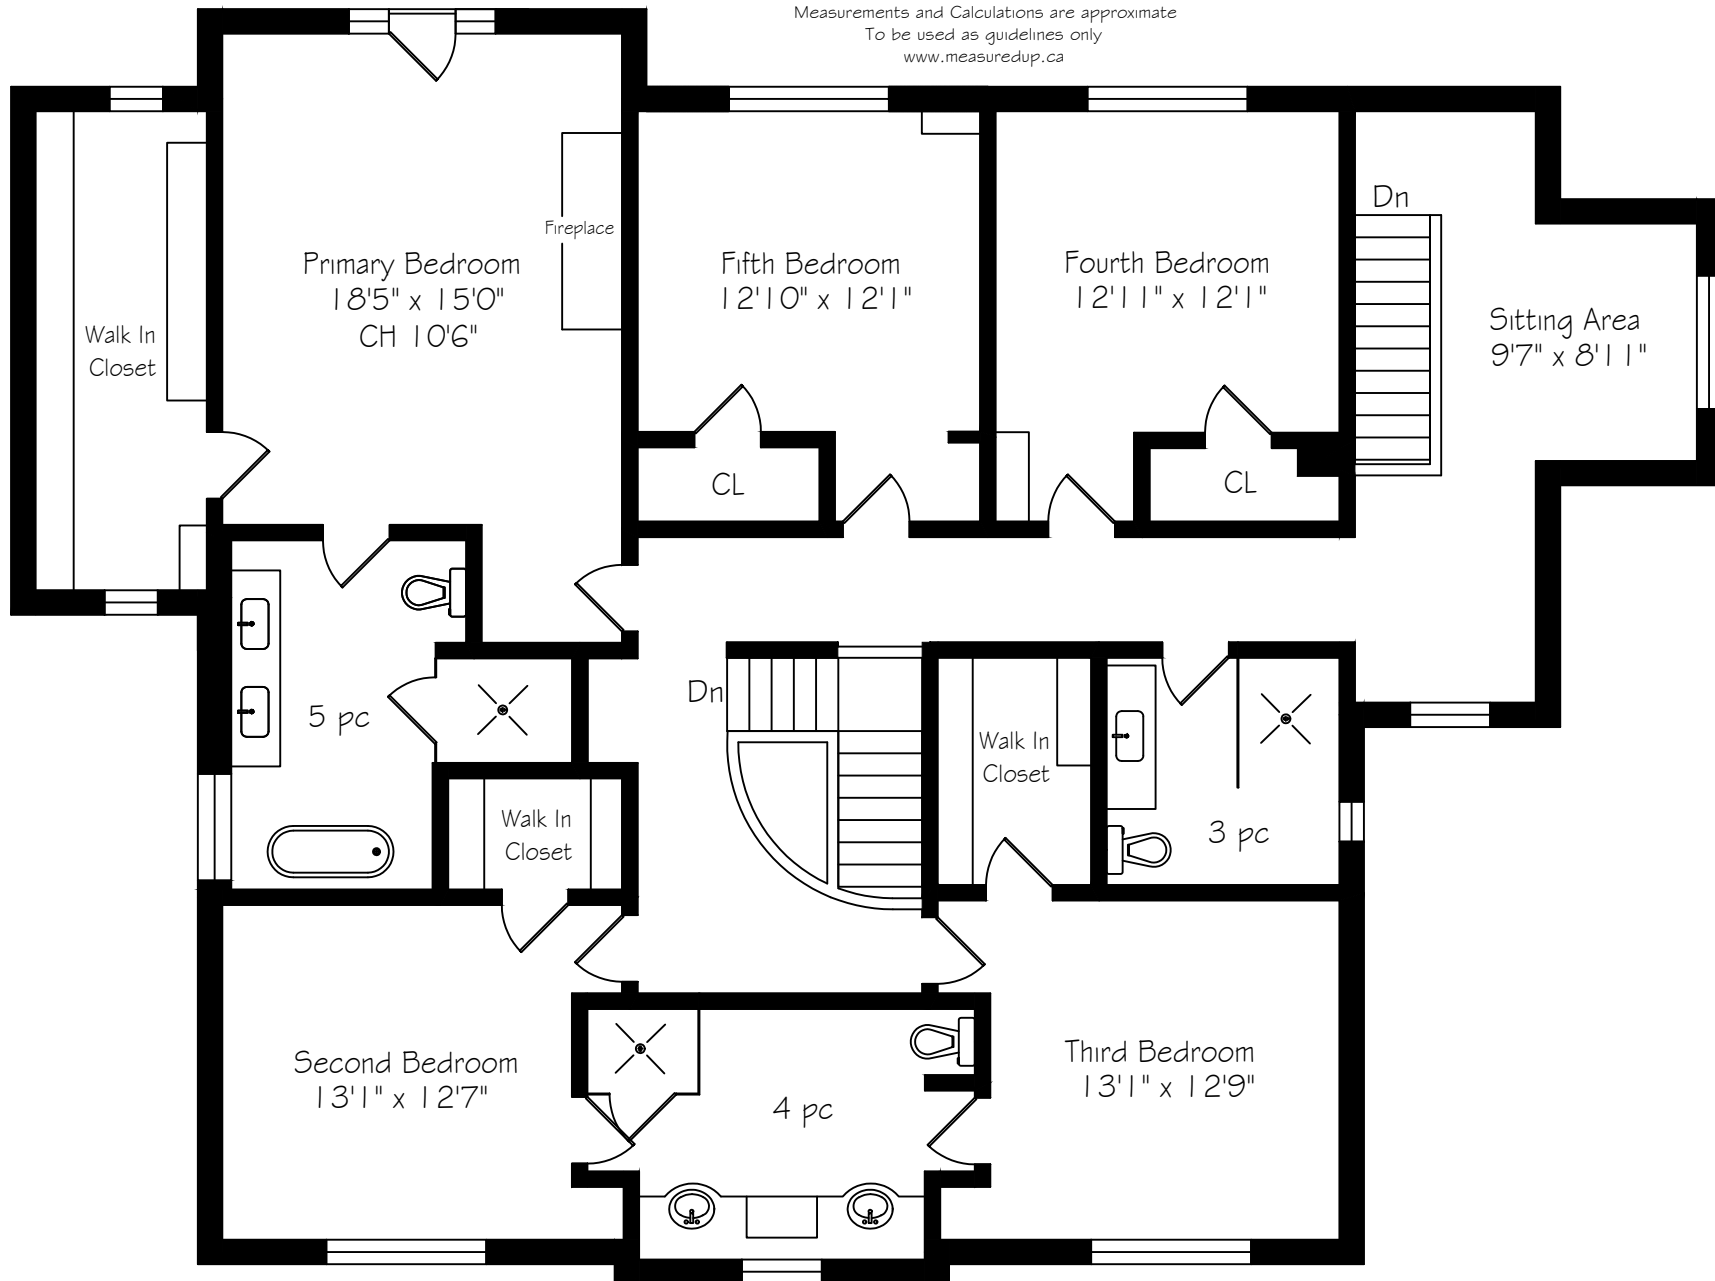 Measurements and Calculations are approximate
To be used as guidelines only
www.measuredup.ca
Dn
Fireplace
Primary Bedroom
18'5" x 15'0"
CH 10'6"
Fifth Bedroom
12'10" x 12'1"
Fourth Bedroom
12'11" x 12'1"
Sitting Area
9'7" x 8'11"
Walk In
Closet
CL
CL
Dn
5 pc
Walk In
Closet
Walk In
Closet
3 pc
Second Bedroom
13'1" x 12'7"
4 pc
Third Bedroom
13'1" x 12'9"